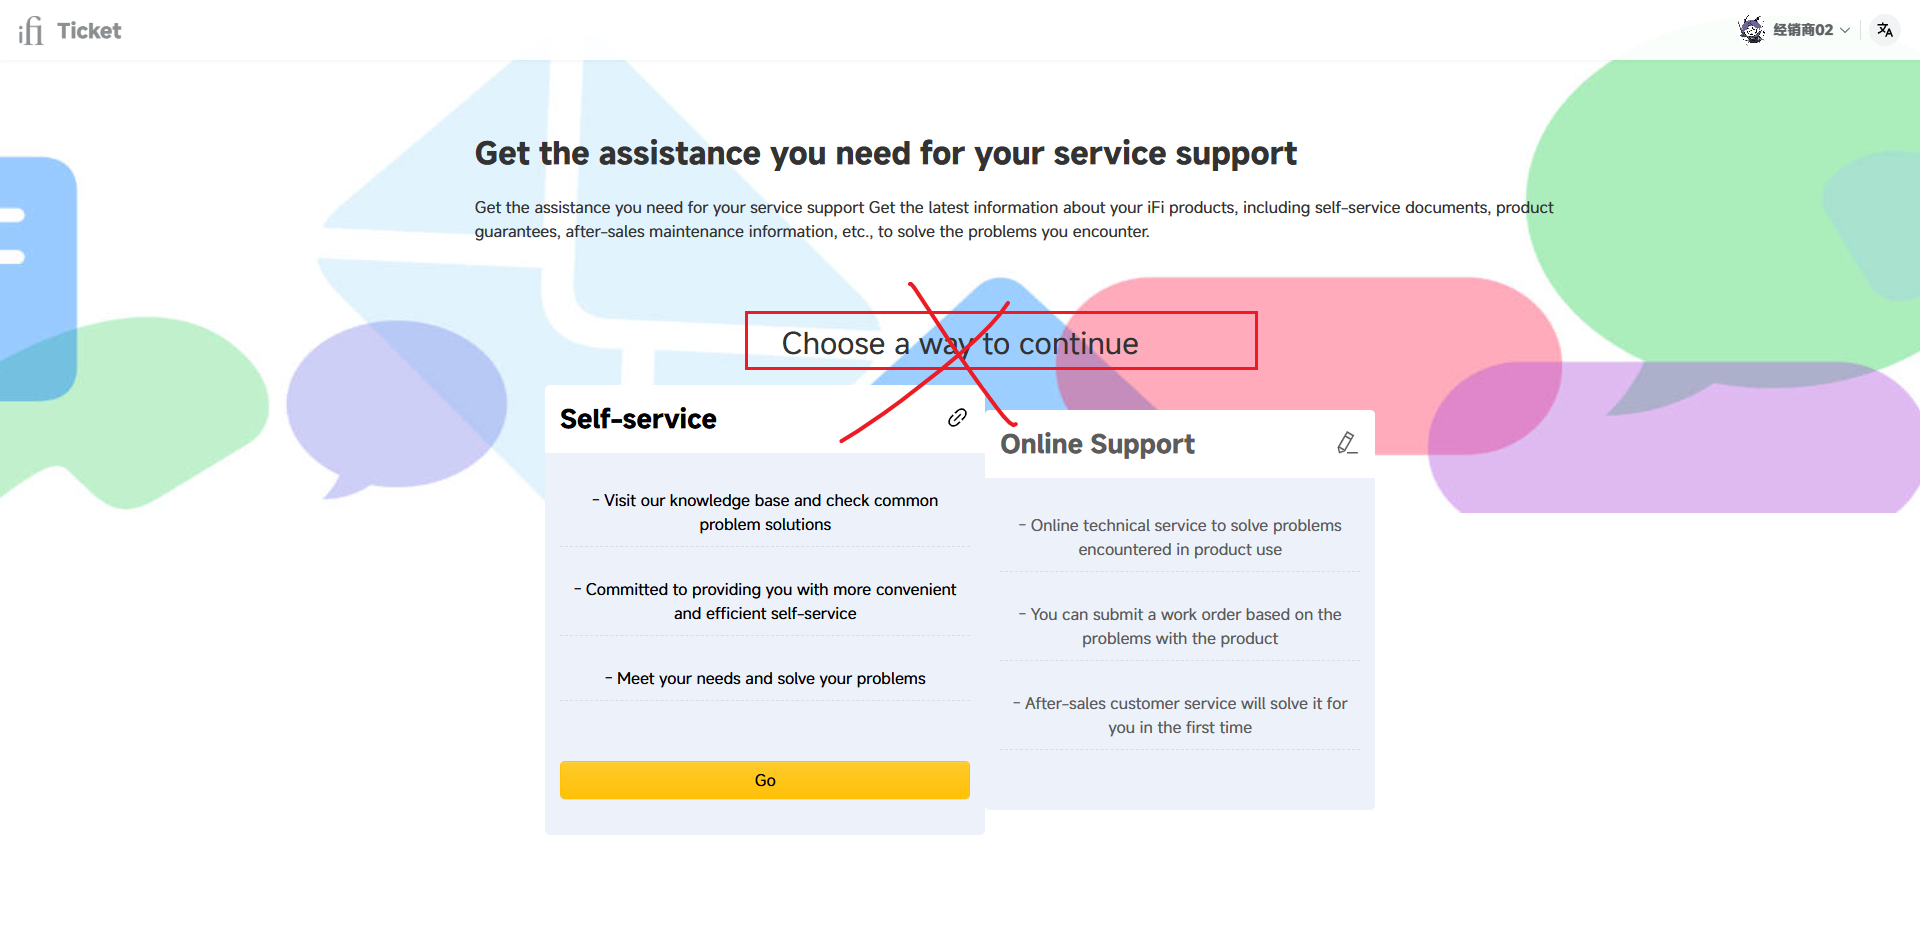 ifi Ticket
经销商02
Get the assistance you need for your service support
Get the assistance you need for your service support Get the latest information about your iFi products, including self-service documents, product
guarantees, after-sales maintenance information, etc., to solve the problems you encounter.
Choose a way to continue
Self-service
- Visit our knowledge base and check common
problem solutions
- Committed to providing you with more convenient
and efficient self-service
- Meet your needs and solve your problems
Go
Online Support
- Online technical service to solve problems
encountered in product use
- You can submit a work order based on the
problems with the product
- After-sales customer service will solve it for
you in the first time